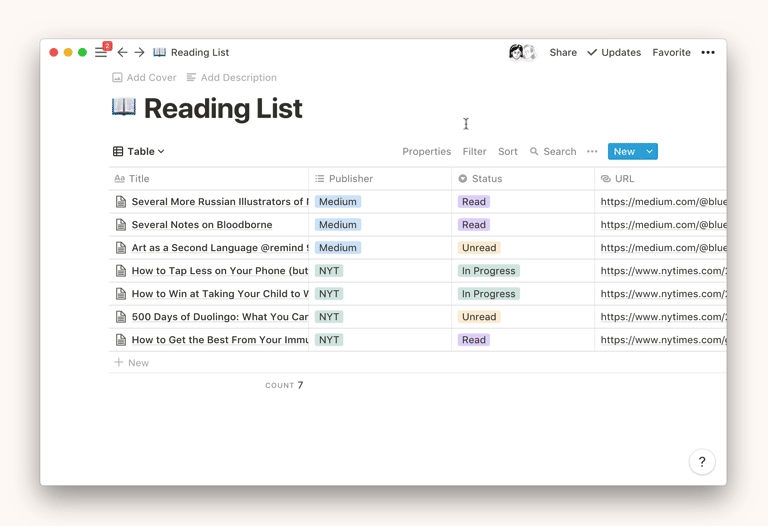 2
Reading List Share Updates Favorite
Add Cover Add Description
Reading List
Table Properties Filter Sort Search New
Aa Title Publisher Status URL
Several More Russian Illustrators of Medium Read https://medium.com/@blue
Several Notes on Bloodborne Medium Read https://medium.com/@blue
Art as a Second Language @remind Medium Unread https://medium.com/@blue
How to Tap Less on Your Phone (but NYT In Progress https://www.nytimes.com/
How to Win at Taking Your Child to NYT In Progress https://www.nytimes.com/
500 Days of Duolingo: What You Can NYT Unread https://www.nytimes.com/
How to Get the Best From Your Immu NYT Read https://www.nytimes.com/
New
COUNT 7
?